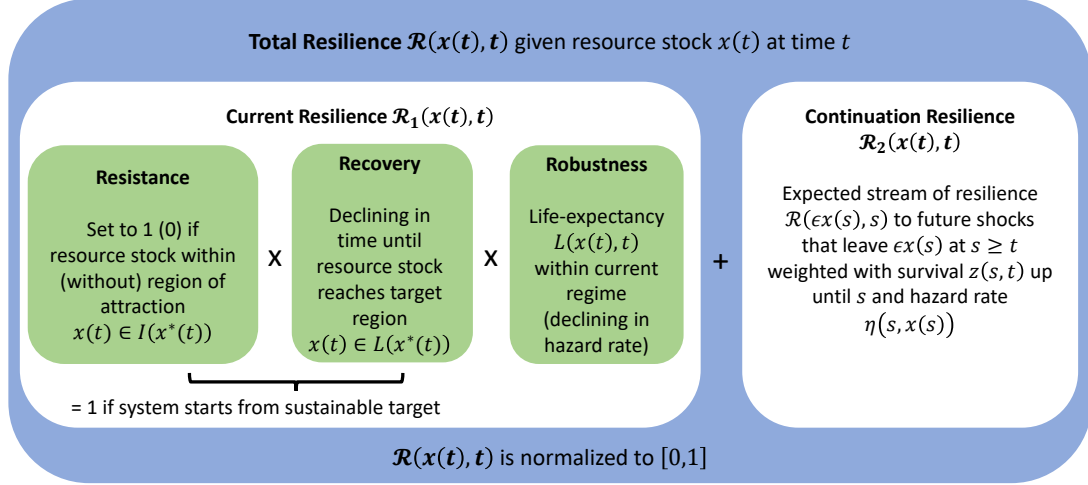 Total Resilience 𝓡(x(t), t) given resource stock x(t) at time t
Current Resilience 𝓡₁(x(t), t)
Resistance
Set to 1 (0) if
resource stock within
(without) region of
attraction
x(t) ∈ I(x*(t))
X
Recovery
Declining in
time until
resource stock
reaches target
region
x(t) ∈ L(x*(t))
X
Robustness
Life-expectancy
L(x(t), t)
within current
regime
(declining in
hazard rate)
= 1 if system starts from sustainable target
+
Continuation Resilience
𝓡₂(x(t), t)
Expected stream of resilience
𝓡(ϵx(s), s) to future shocks
that leave ϵx(s) at s ≥ t
weighted with survival z(s, t) up
until s and hazard rate
η(s, x(s))
𝓡(x(t), t) is normalized to [0,1]